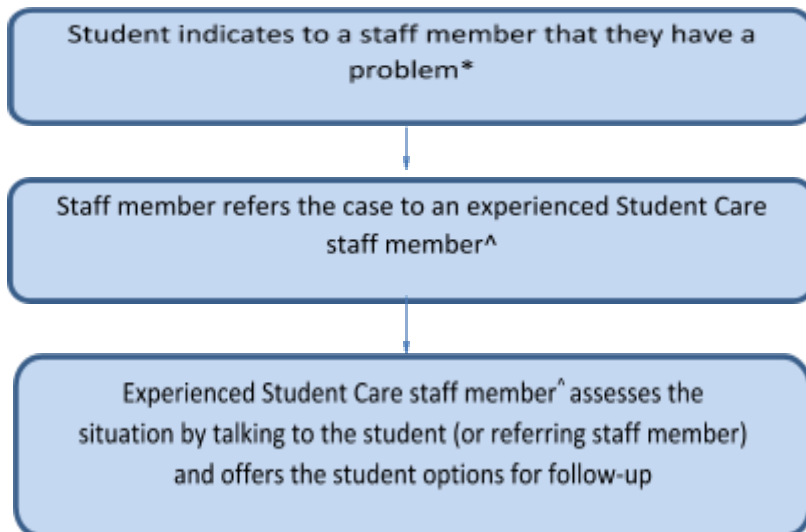 Student indicates to a staff member that they have a
problem*
Staff member refers the case to an experienced Student Care
staff member^
Experienced Student Care staff member^ assesses the
situation by talking to the student (or referring staff member)
and offers the student options for follow-up